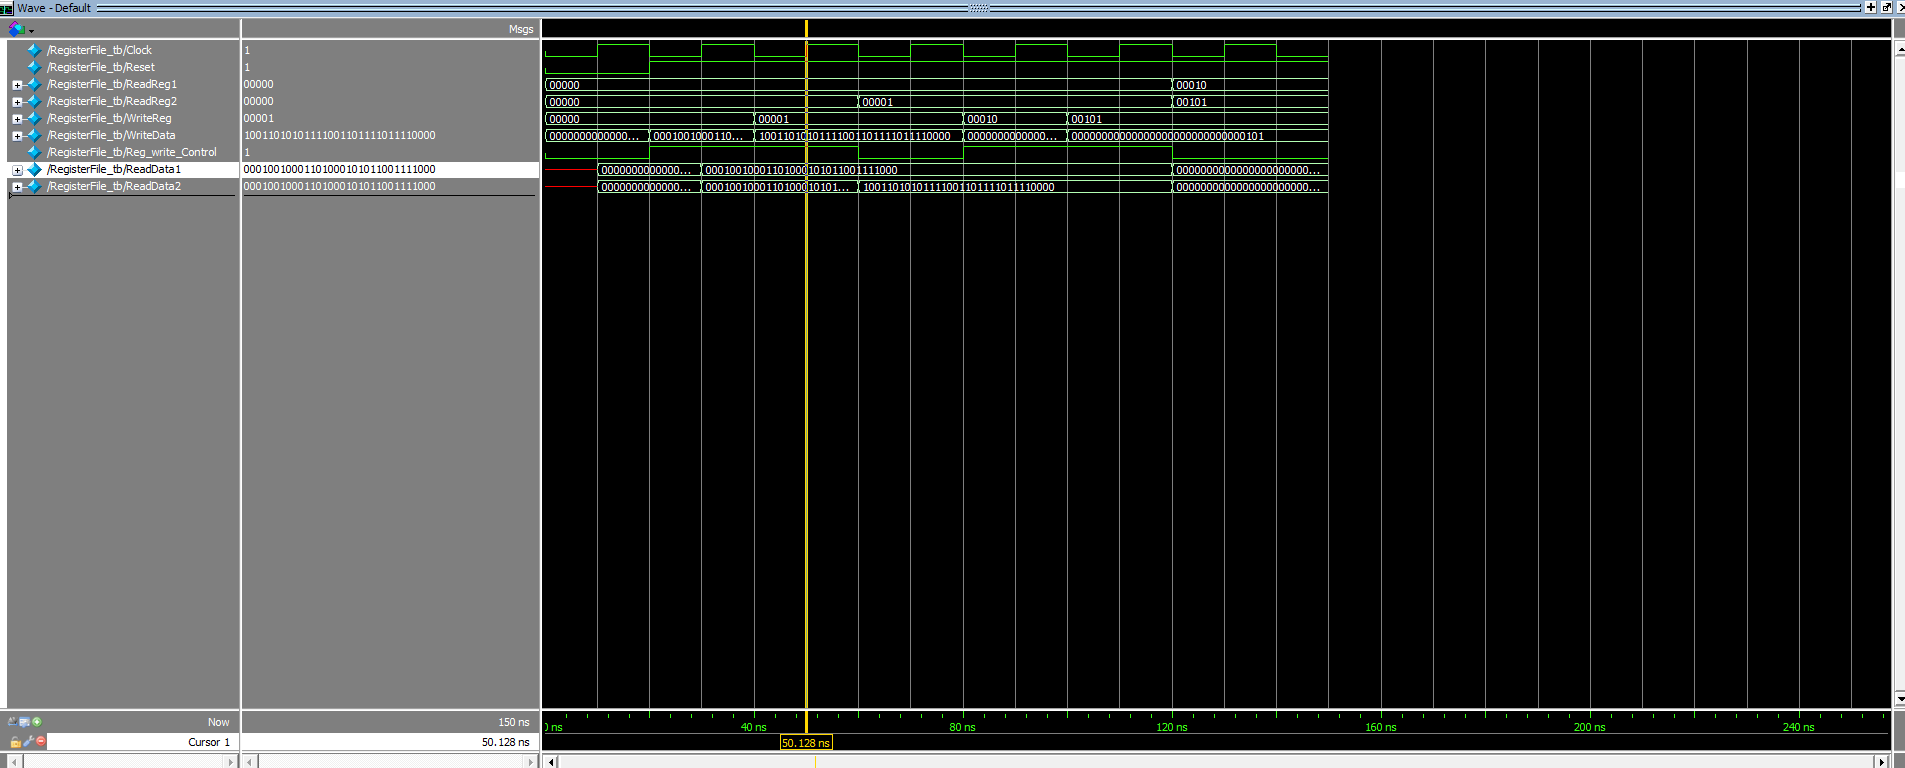 Wave - Default
Msgs
/RegisterFile_tb/Clock 1
/RegisterFile_tb/Reset 1
/RegisterFile_tb/ReadReg1 00000 00000 00010
/RegisterFile_tb/ReadReg2 00000 00000 00001 00101
/RegisterFile_tb/WriteReg 00001 00000 00001 00010 00101
/RegisterFile_tb/WriteData 10011010101111001101111011110000 0000000000000... 0001001000110... 10011010101111001101111011110000 0000000000000... 00000000000000000000000000000101
/RegisterFile_tb/Reg_write_Control 1
/RegisterFile_tb/ReadData1 00010010001101000101011001111000 0000000000000... 00010010001101000101011001111000 0000000000000000000000...
/RegisterFile_tb/ReadData2 00010010001101000101011001111000 0000000000000... 000100100011010001010101... 10011010101111001101111011110000 0000000000000000000000...
Now 150 ns ns 40 ns 80 ns 120 ns 160 ns 200 ns 240 ns
Cursor 1 50.128 ns 50.128 ns